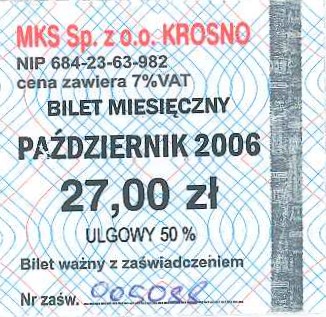 MKS Sp. z o.o. KROSNO
NIP 684-23-63-982
cena zawiera 7%VAT
BILET MIESIĘCZNY
PAŹDZIERNIK 2006
27,00 zł
ULGOWY 50 %
Bilet ważny z zaświadczeniem
Nr zaśw.